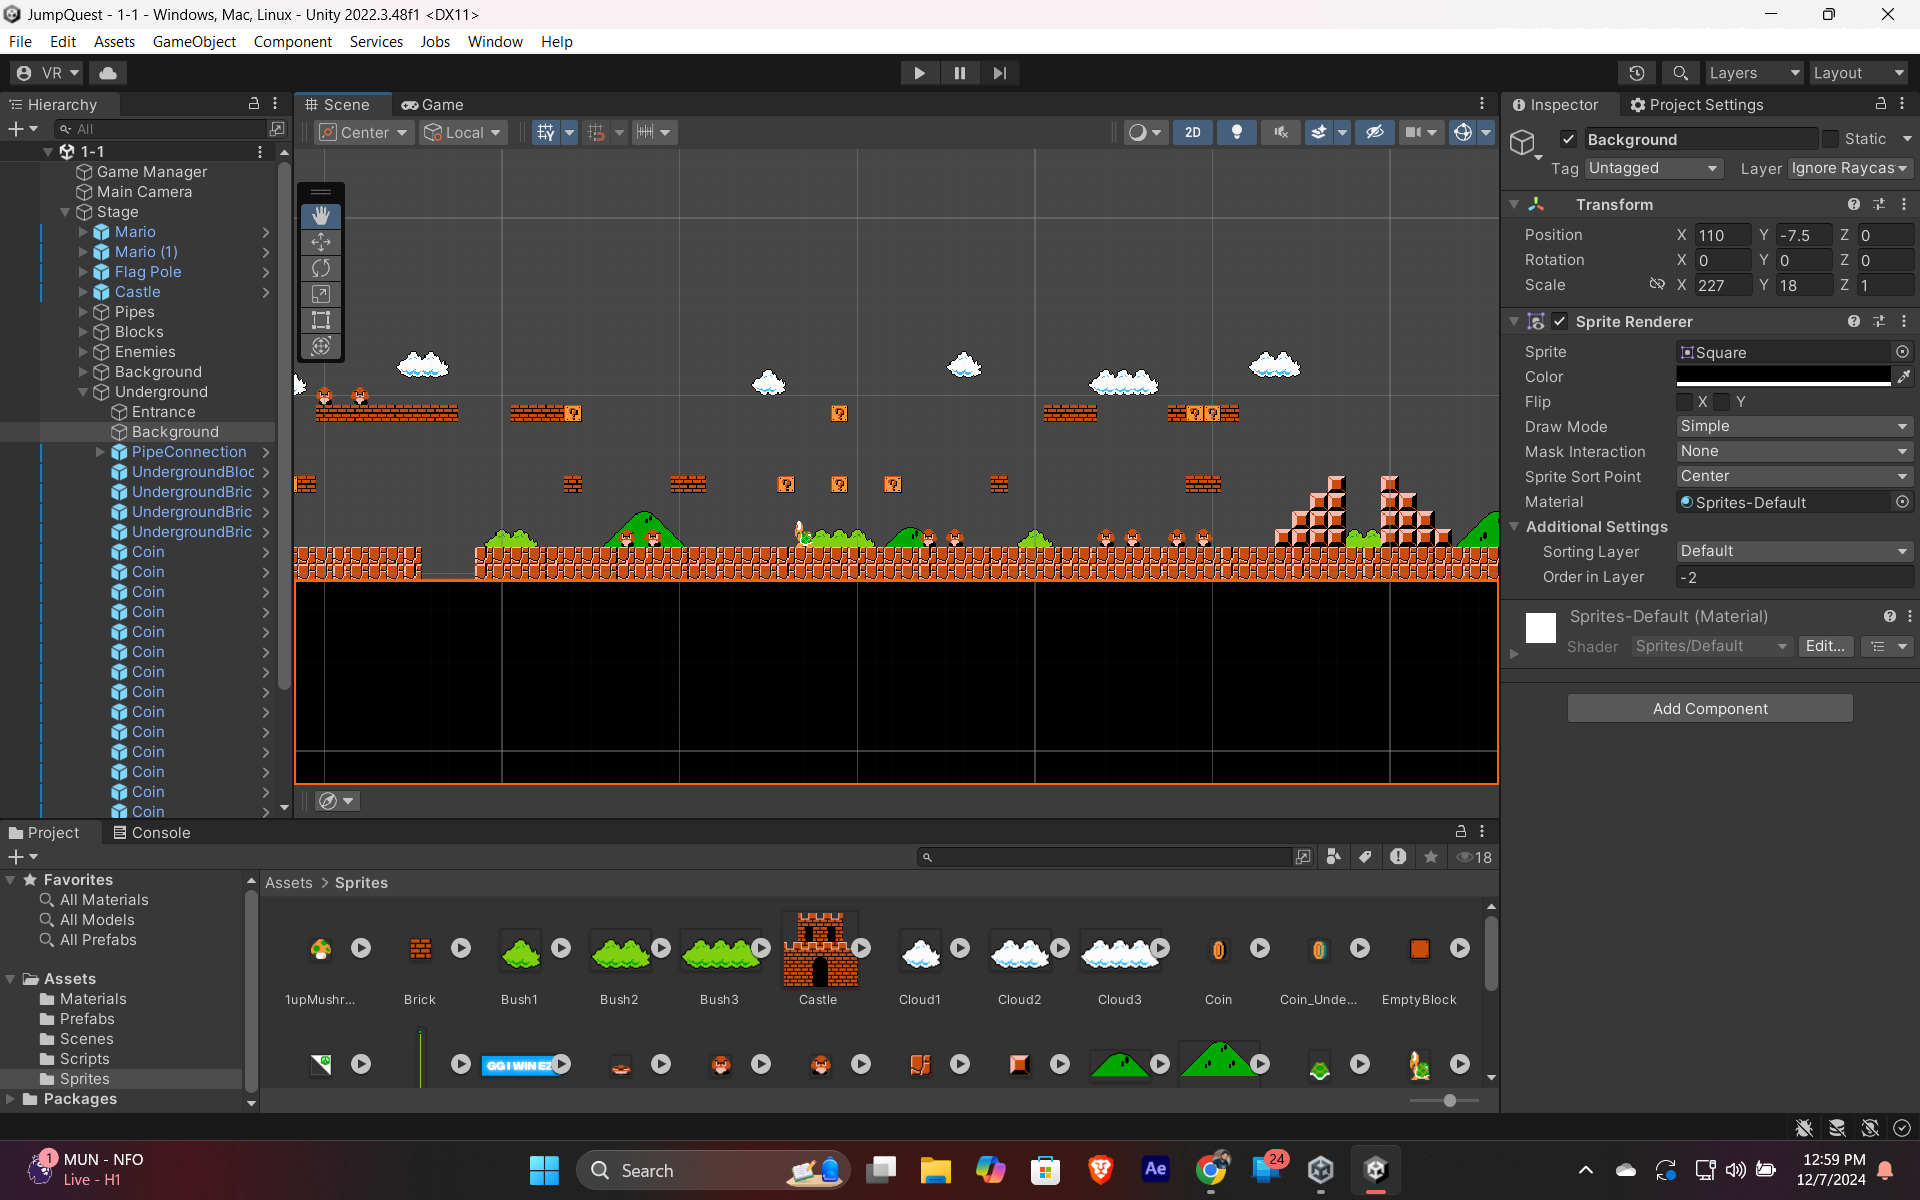 JumpQuest - 1-1 - Windows, Mac, Linux - Unity 2022.3.48f1 <DX11>
File Edit Assets GameObject Component Services Jobs Window Help
VR Layers Layout
Hierarchy
All
1-1
Game Manager
Main Camera
Stage
Mario
Mario (1)
Flag Pole
Castle
Pipes
Blocks
Enemies
Background
Underground
Entrance
Background
PipeConnection
UndergroundBloc
UndergroundBric
UndergroundBric
UndergroundBric
Coin
Coin
Coin
Coin
Coin
Coin
Coin
Coin
Coin
Coin
Coin
Coin
Coin
Coin
Scene Game
Center Local 2D
Inspector Project Settings
Background Static
Tag Untagged Layer Ignore Raycas
Transform
Position X 110 Y -7.5 Z 0
Rotation X 0 Y 0 Z 0
Scale X 227 Y 18 Z 1
Sprite Renderer
Sprite Square
Color
Flip X Y
Draw Mode Simple
Mask Interaction None
Sprite Sort Point Center
Material Sprites-Default
Additional Settings
Sorting Layer Default
Order in Layer -2
Sprites-Default (Material)
Shader Sprites/Default Edit...
Add Component
Project Console
18
Favorites
All Materials
All Models
All Prefabs
Assets
Materials
Prefabs
Scenes
Scripts
Sprites
Packages
Assets > Sprites
1upMushr... Brick Bush1 Bush2 Bush3 Castle Cloud1 Cloud2 Cloud3 Coin Coin_Unde... EmptyBlock
GG I WIN EZ
1 MUN - NFO
Live - H1
Search
Ae
24
12:59 PM
12/7/2024